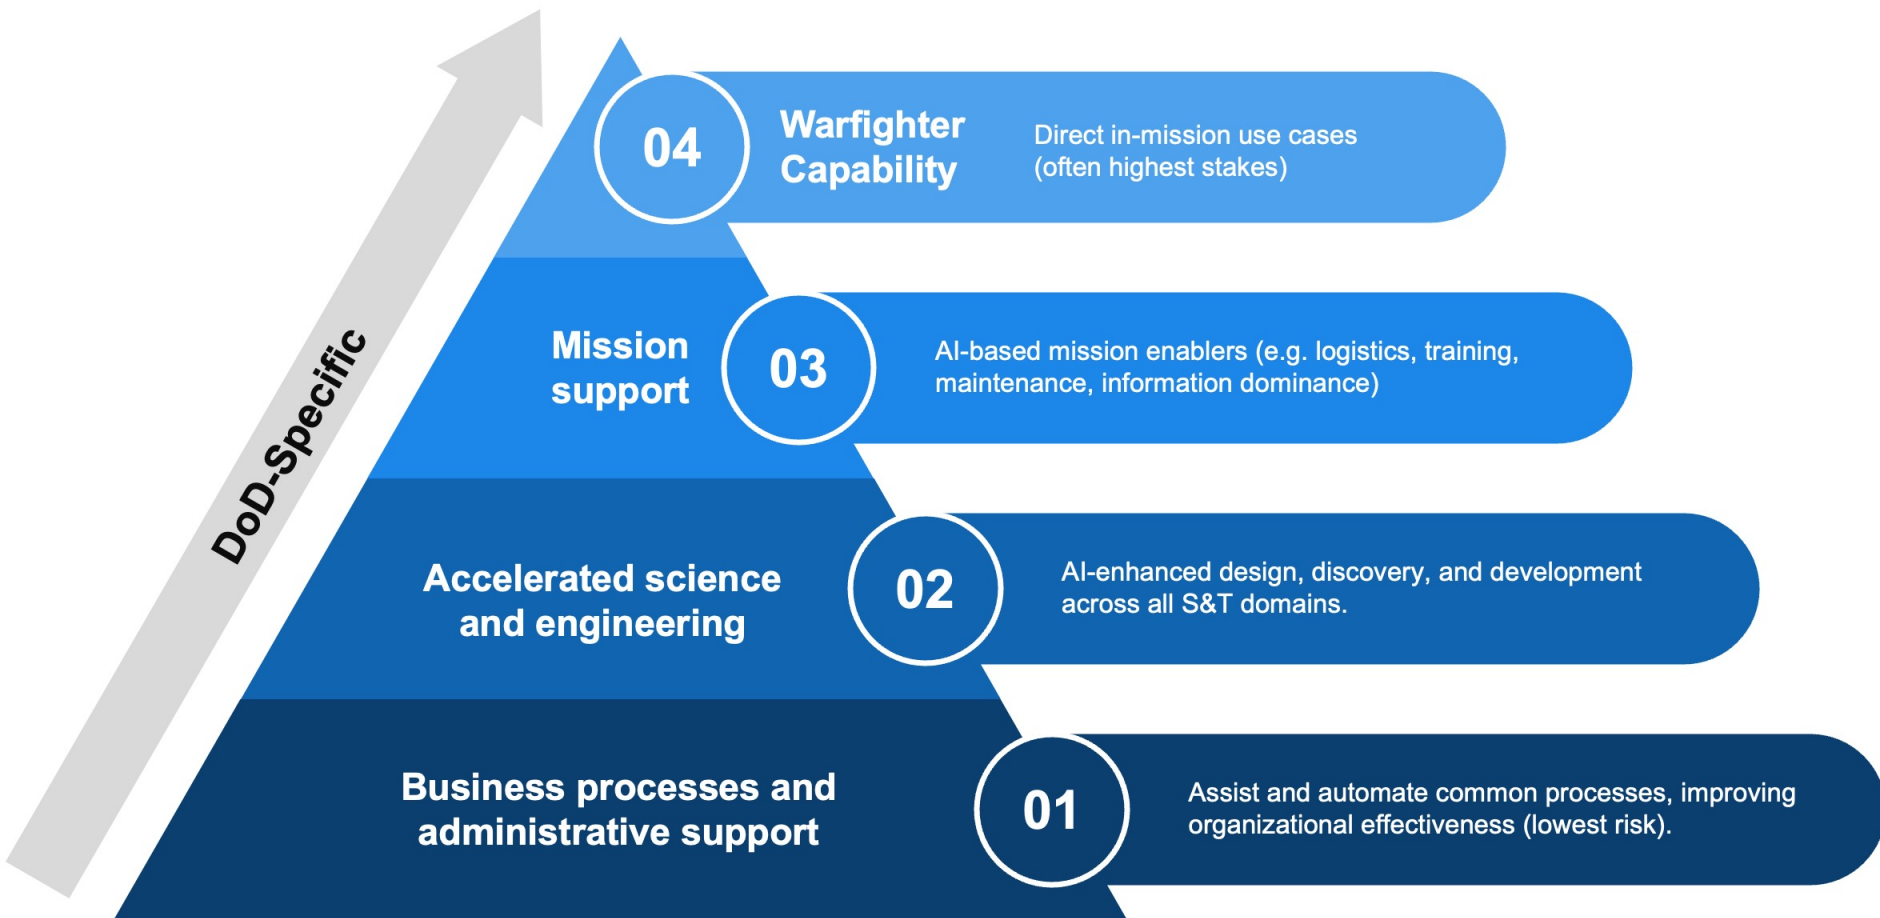 04
Warfighter
Capability
Direct in-mission use cases
(often highest stakes)
DoD-Specific
Mission
support
03
AI-based mission enablers (e.g. logistics, training,
maintenance, information dominance)
Accelerated science
and engineering
02
AI-enhanced design, discovery, and development
across all S&T domains.
Business processes and
administrative support
01
Assist and automate common processes, improving
organizational effectiveness (lowest risk).